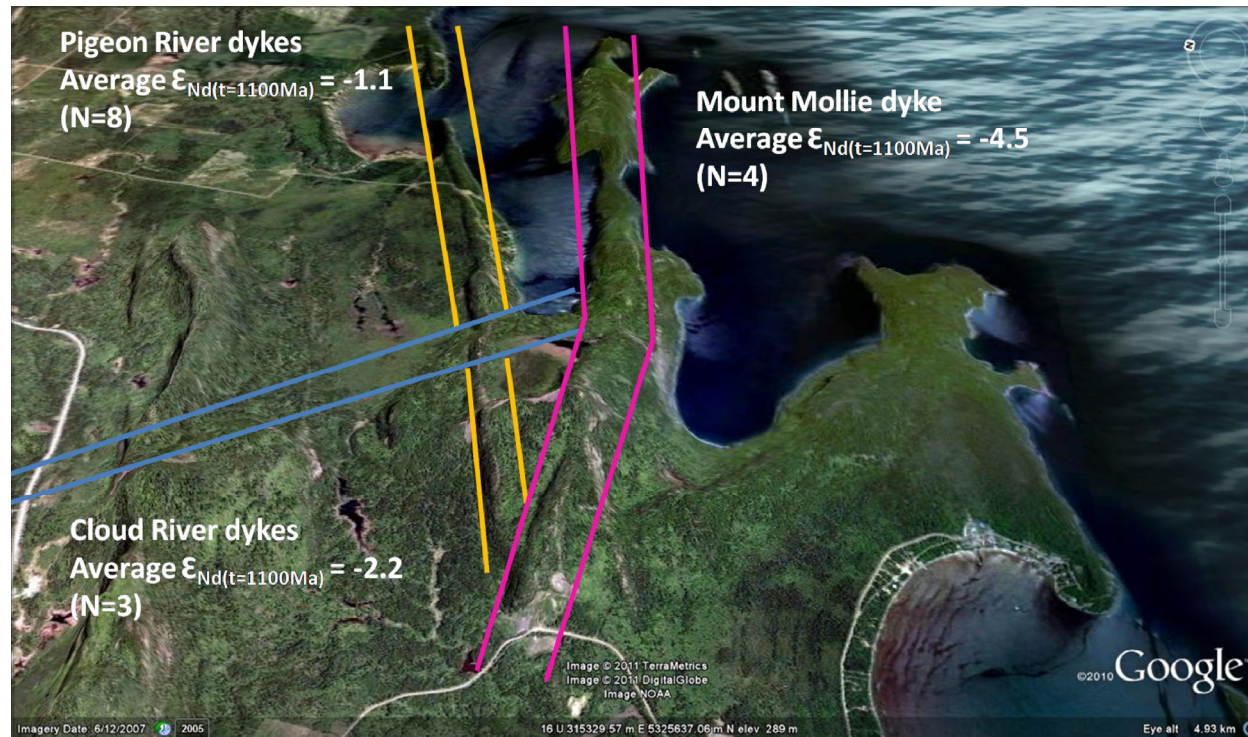 Pigeon River dykes
Average ƐNd(t=1100Ma) = -1.1
(N=8)
Mount Mollie dyke
Average ƐNd(t=1100Ma) = -4.5
(N=4)
Cloud River dykes
Average ƐNd(t=1100Ma) = -2.2
(N=3)
Image © 2011 TerraMetrics
Image © 2011 DigitalGlobe
Image NOAA
©2010 Google
Imagery Date: 6/12/2007 2005 16 U 315329.57 m E 5325637.06 m N elev 289 m Eye alt 4.93 km